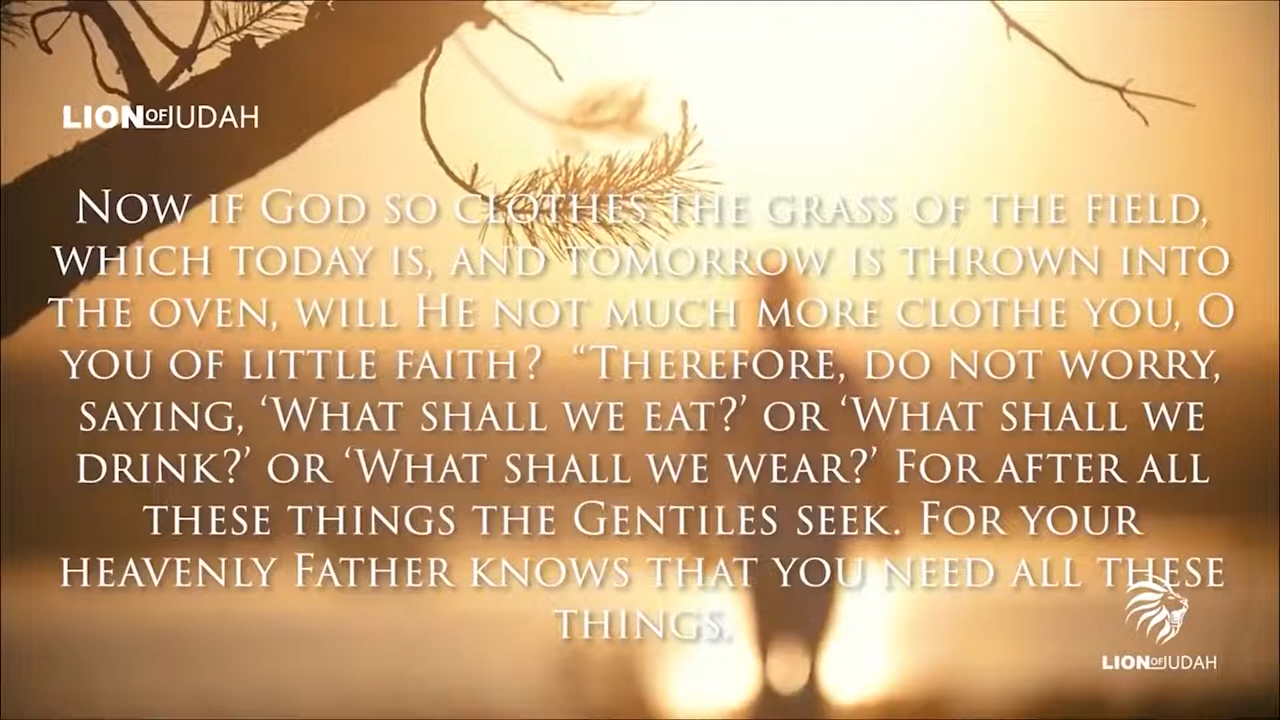 LION OF JUDAH
Now if God so clothes the grass of the field,
which today is, and tomorrow is thrown into
the oven, will He not much more clothe you, O
you of little faith?  “Therefore, do not worry,
saying, ‘What shall we eat?’ or ‘What shall we
drink?’ or ‘What shall we wear?’ For after all
these things the Gentiles seek. For your
heavenly Father knows that you need all these
things.
LION OF JUDAH